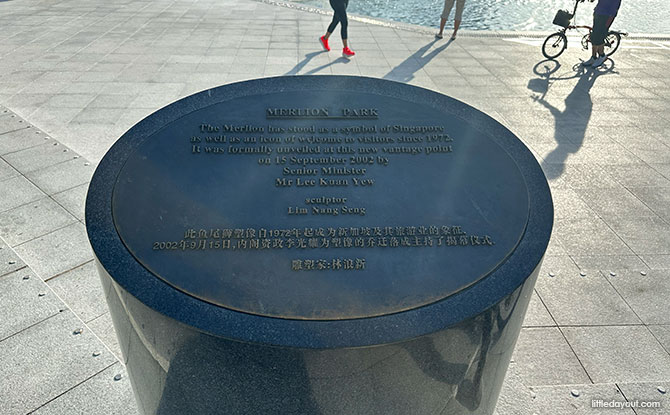 MERLION PARK
The Merlion has stood as a symbol of Singapore
as well as an icon of welcome to visitors since 1972.
It was formally unveiled at this new vantage point
on 15 September 2002 by
Senior Minister
Mr Lee Kuan Yew
sculptor
Lim Nang Seng
此鱼尾狮塑像自1972年起成为新加坡及其旅游业的象征.
2002年9月15日,内阁资政李光耀为塑像的乔迁落成主持了揭幕仪式.
雕塑家:林浪新
littledayout.com